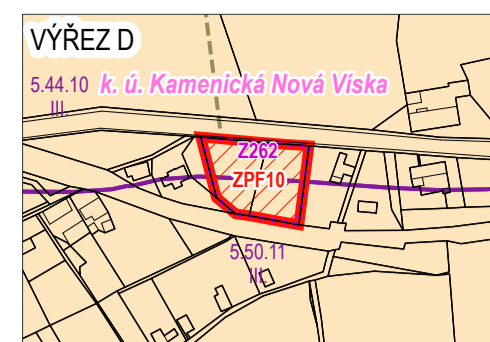 VÝŘEZ D
5.44.10 k. ú. Kamenická Nová Víska
III.
Z262
ZPF10
5.50.11
III.